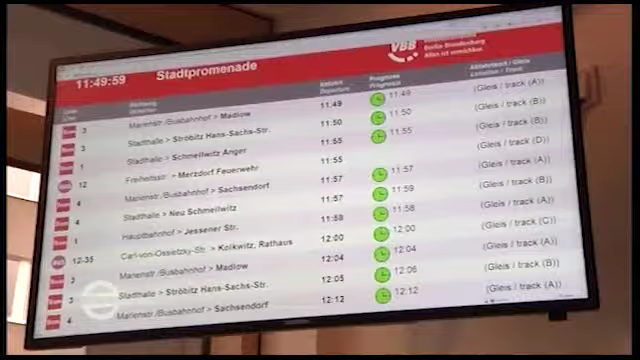 11:49:59 Stadtpromenade
VBB
Berlin-Brandenburg
Alles ist erreichbar
Linie Richtung Abfahrt Prognose Abfahrtsort / Gleis
Line Departure Location / Track
3 Marienstr./Busbahnhof > Madlow 11:49 11:49 (Gleis / track (A))
3 Stadthalle > Ströbitz Hans-Sachs-Str. 11:50 11:50 (Gleis / track (B))
1 Stadthalle > Schmellwitz Anger 11:55 11:55 (Gleis / track (B))
12 Freiheitsstr. > Merzdorf Feuerwehr 11:55 (Gleis / track (D))
4 Marienstr./Busbahnhof > Sachsendorf 11:57 11:57 (Gleis / track (A))
4 Stadthalle > Neu Schmellwitz 11:57 11:59 (Gleis / track (B))
1 Hauptbahnhof > Jessener Str. 11:58 11:58 (Gleis / track (A))
12-35 Carl-von-Ossietzky-Str. > Kolkwitz, Rathaus 12:00 12:00 (Gleis / track (C))
3 Marienstr./Busbahnhof > Madlow 12:04 12:04 (Gleis / track (A))
3 Stadthalle > Ströbitz Hans-Sachs-Str. 12:05 12:06 (Gleis / track (B))
4 Marienstr./Busbahnhof > Sachsendorf 12:12 12:12 (Gleis / track (A))